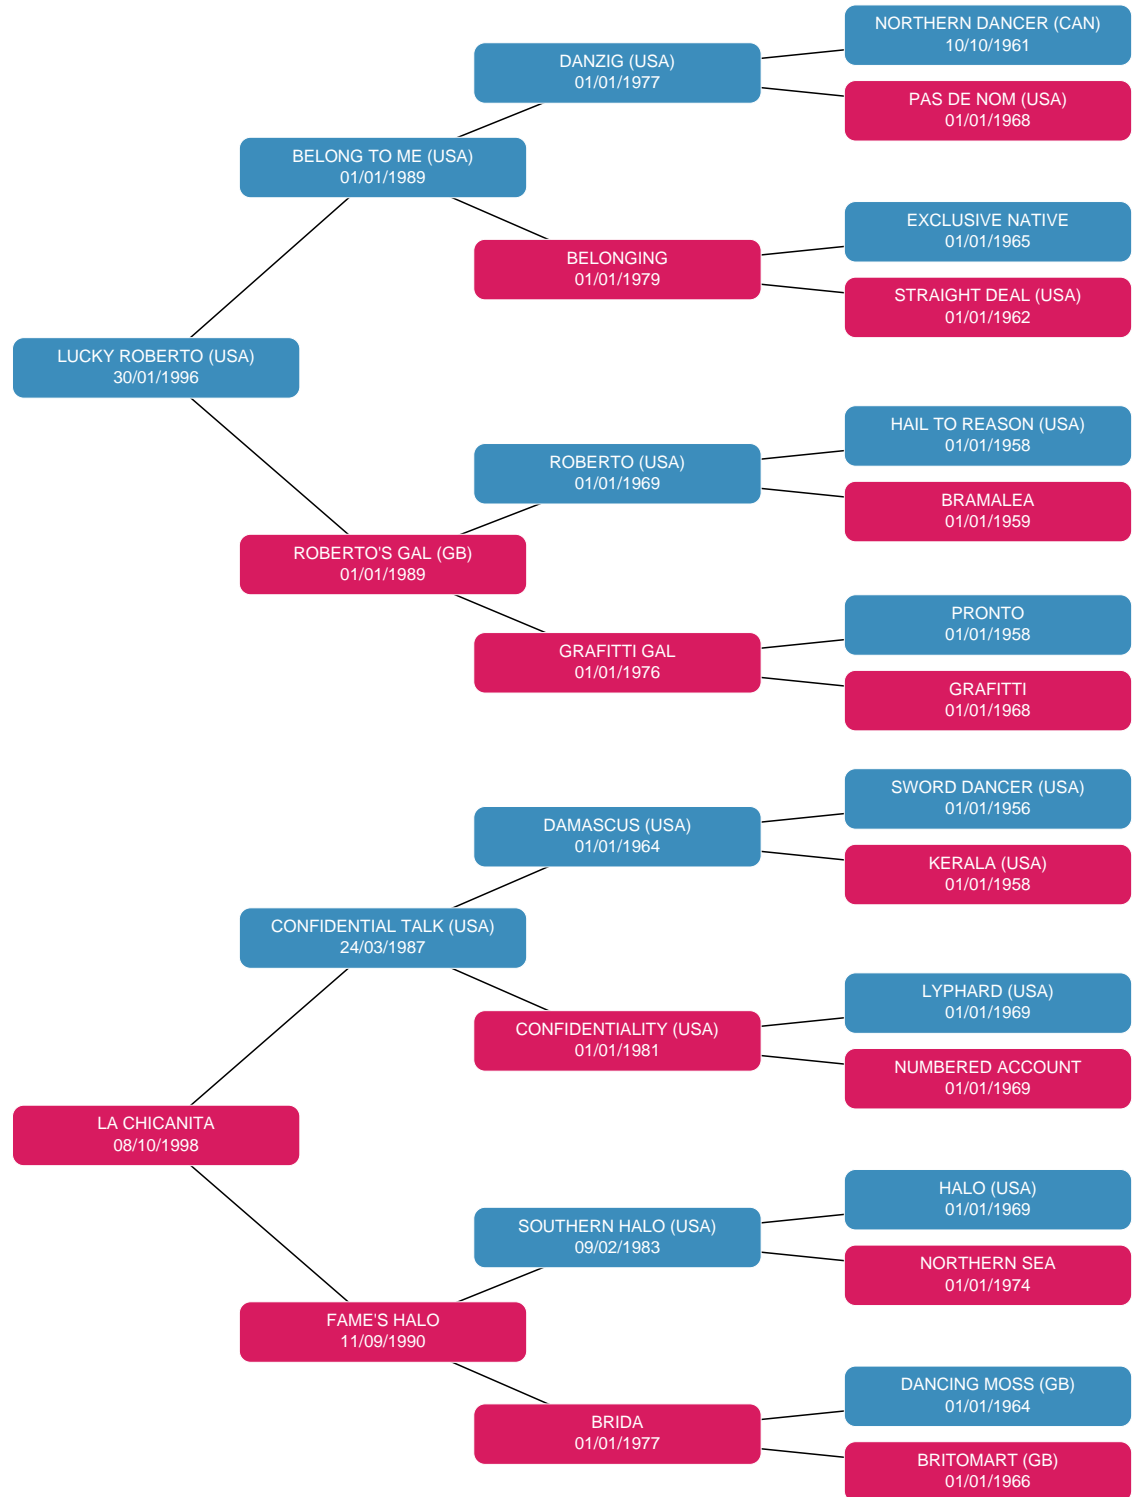 NORTHERN DANCER (CAN)
10/10/1961
DANZIG (USA)
01/01/1977
PAS DE NOM (USA)
01/01/1968
BELONG TO ME (USA)
01/01/1989
EXCLUSIVE NATIVE
01/01/1965
BELONGING
01/01/1979
STRAIGHT DEAL (USA)
01/01/1962
LUCKY ROBERTO (USA)
30/01/1996
HAIL TO REASON (USA)
01/01/1958
ROBERTO (USA)
01/01/1969
BRAMALEA
01/01/1959
ROBERTO'S GAL (GB)
01/01/1989
PRONTO
01/01/1958
GRAFITTI GAL
01/01/1976
GRAFITTI
01/01/1968
SWORD DANCER (USA)
01/01/1956
DAMASCUS (USA)
01/01/1964
KERALA (USA)
01/01/1958
CONFIDENTIAL TALK (USA)
24/03/1987
LYPHARD (USA)
01/01/1969
CONFIDENTIALITY (USA)
01/01/1981
NUMBERED ACCOUNT
01/01/1969
LA CHICANITA
08/10/1998
HALO (USA)
01/01/1969
SOUTHERN HALO (USA)
09/02/1983
NORTHERN SEA
01/01/1974
FAME'S HALO
11/09/1990
DANCING MOSS (GB)
01/01/1964
BRIDA
01/01/1977
BRITOMART (GB)
01/01/1966